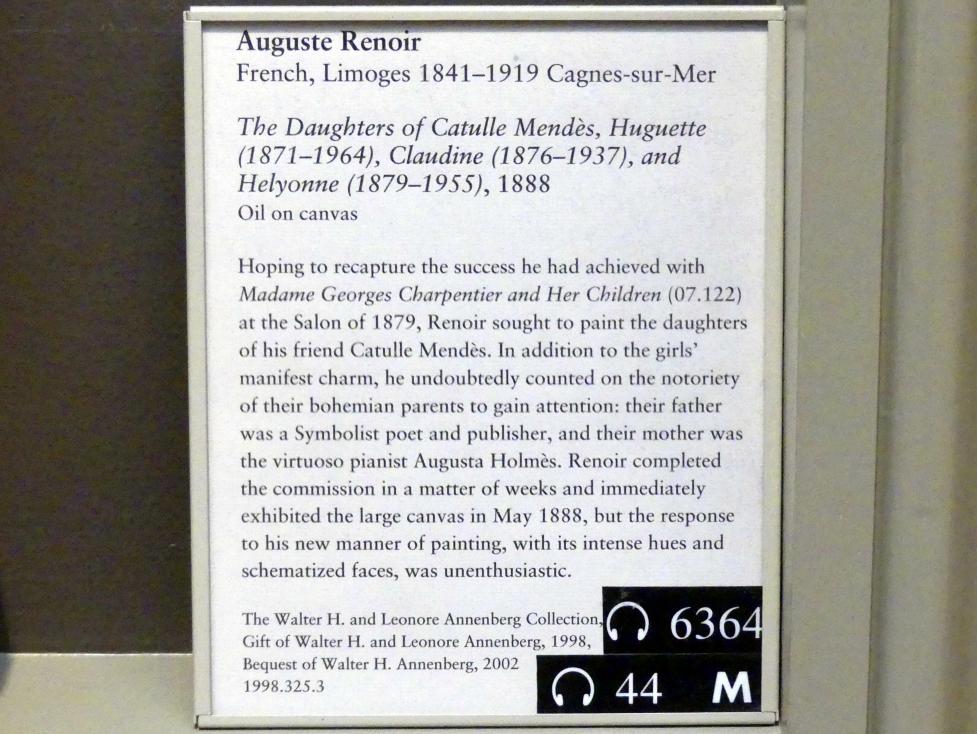 Auguste Renoir
French, Limoges 1841–1919 Cagnes-sur-Mer
The Daughters of Catulle Mendès, Huguette
(1871–1964), Claudine (1876–1937), and
Helyonne (1879–1955), 1888
Oil on canvas
Hoping to recapture the success he had achieved with
Madame Georges Charpentier and Her Children (07.122)
at the Salon of 1879, Renoir sought to paint the daughters
of his friend Catulle Mendès. In addition to the girls’
manifest charm, he undoubtedly counted on the notoriety
of their bohemian parents to gain attention: their father
was a Symbolist poet and publisher, and their mother was
the virtuoso pianist Augusta Holmès. Renoir completed
the commission in a matter of weeks and immediately
exhibited the large canvas in May 1888, but the response
to his new manner of painting, with its intense hues and
schematized faces, was unenthusiastic.
The Walter H. and Leonore Annenberg Collection,
Gift of Walter H. and Leonore Annenberg, 1998,
Bequest of Walter H. Annenberg, 2002
1998.325.3
6364
44 M